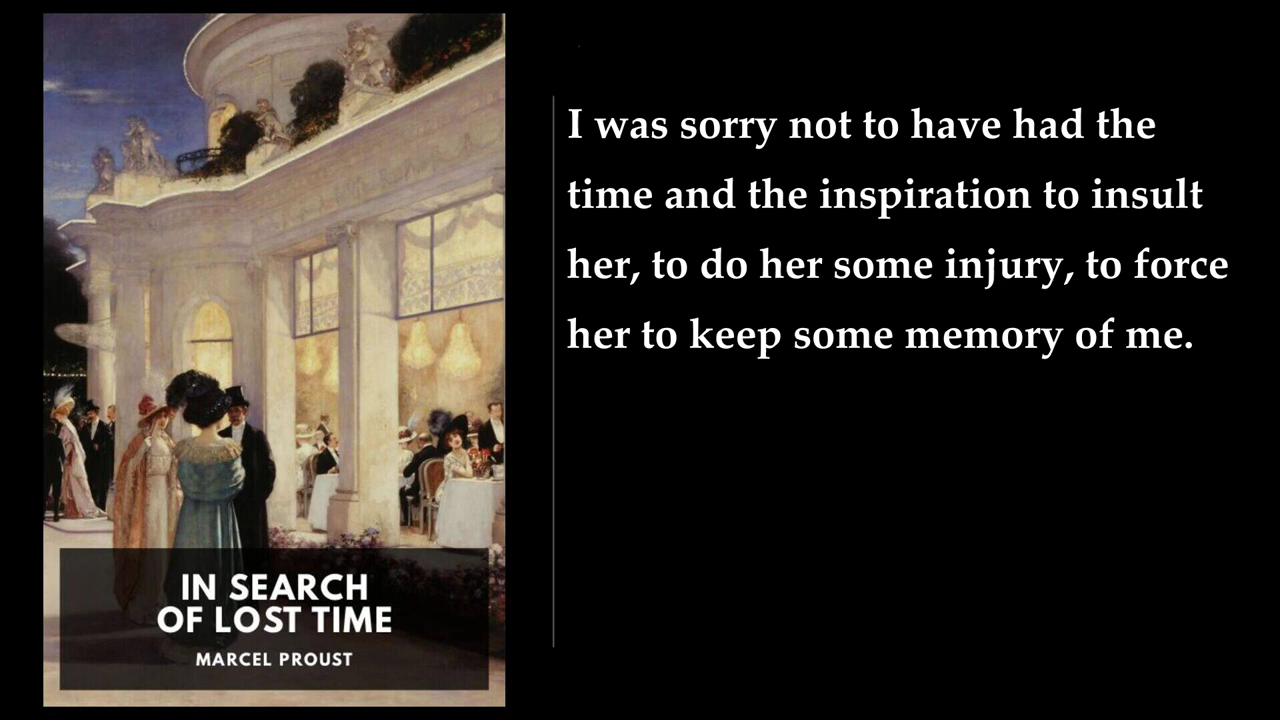 I was sorry not to have had the
time and the inspiration to insult
her, to do her some injury, to force
her to keep some memory of me.
IN SEARCH
OF LOST TIME
MARCEL PROUST